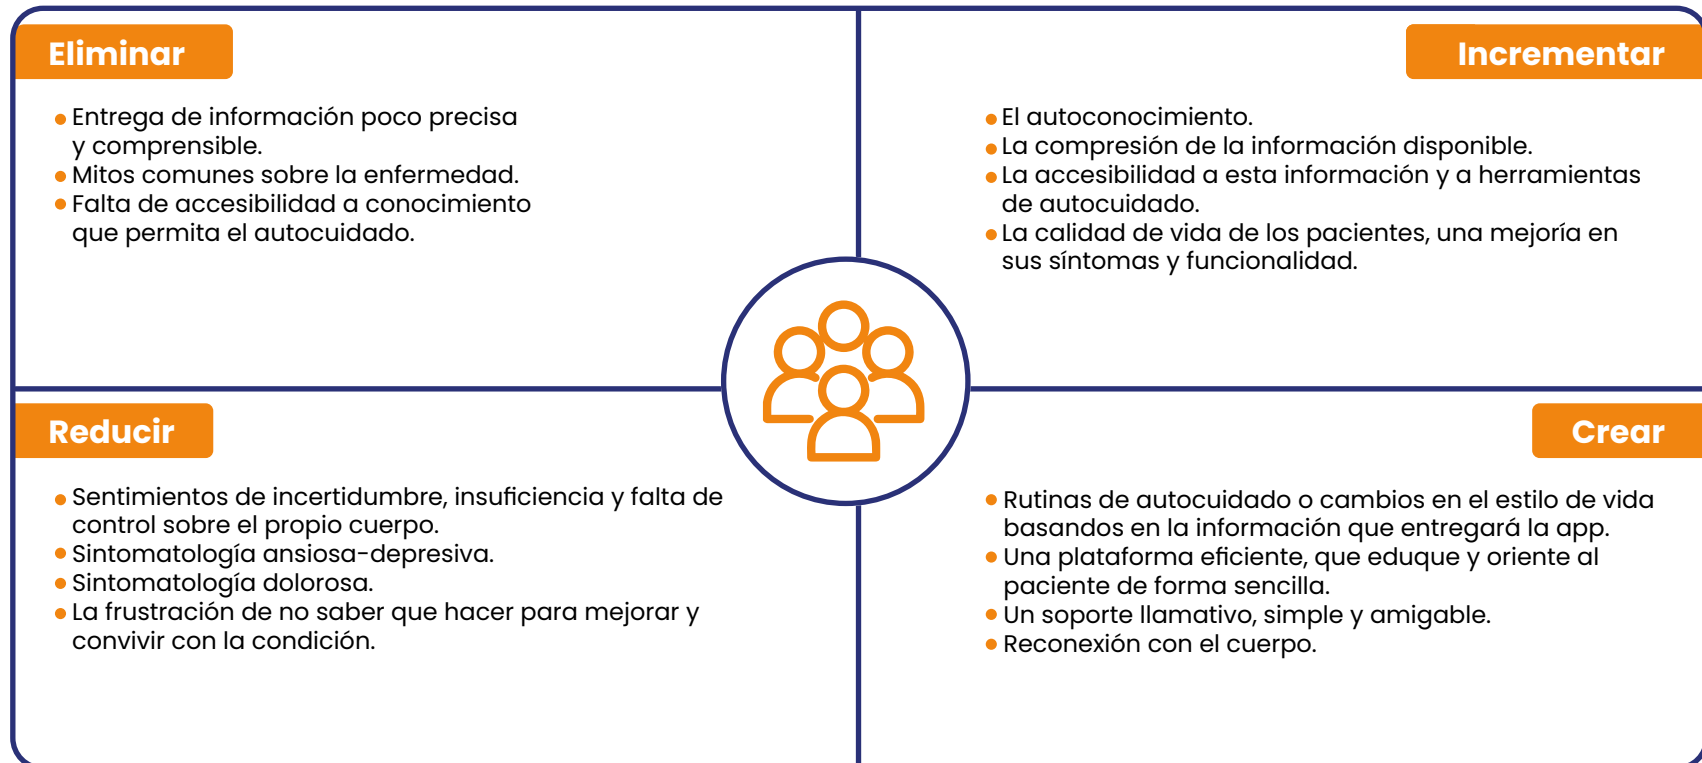 Eliminar
Entrega de información poco precisa
y comprensible.
Mitos comunes sobre la enfermedad.
Falta de accesibilidad a conocimiento
que permita el autocuidado.
Incrementar
El autoconocimiento.
La compresión de la información disponible.
La accesibilidad a esta información y a herramientas
de autocuidado.
La calidad de vida de los pacientes, una mejoría en
sus síntomas y funcionalidad.
Reducir
Sentimientos de incertidumbre, insuficiencia y falta de
control sobre el propio cuerpo.
Sintomatología ansiosa-depresiva.
Sintomatología dolorosa.
La frustración de no saber que hacer para mejorar y
convivir con la condición.
Crear
Rutinas de autocuidado o cambios en el estilo de vida
basandos en la información que entregará la app.
Una plataforma eficiente, que eduque y oriente al
paciente de forma sencilla.
Un soporte llamativo, simple y amigable.
Reconexión con el cuerpo.